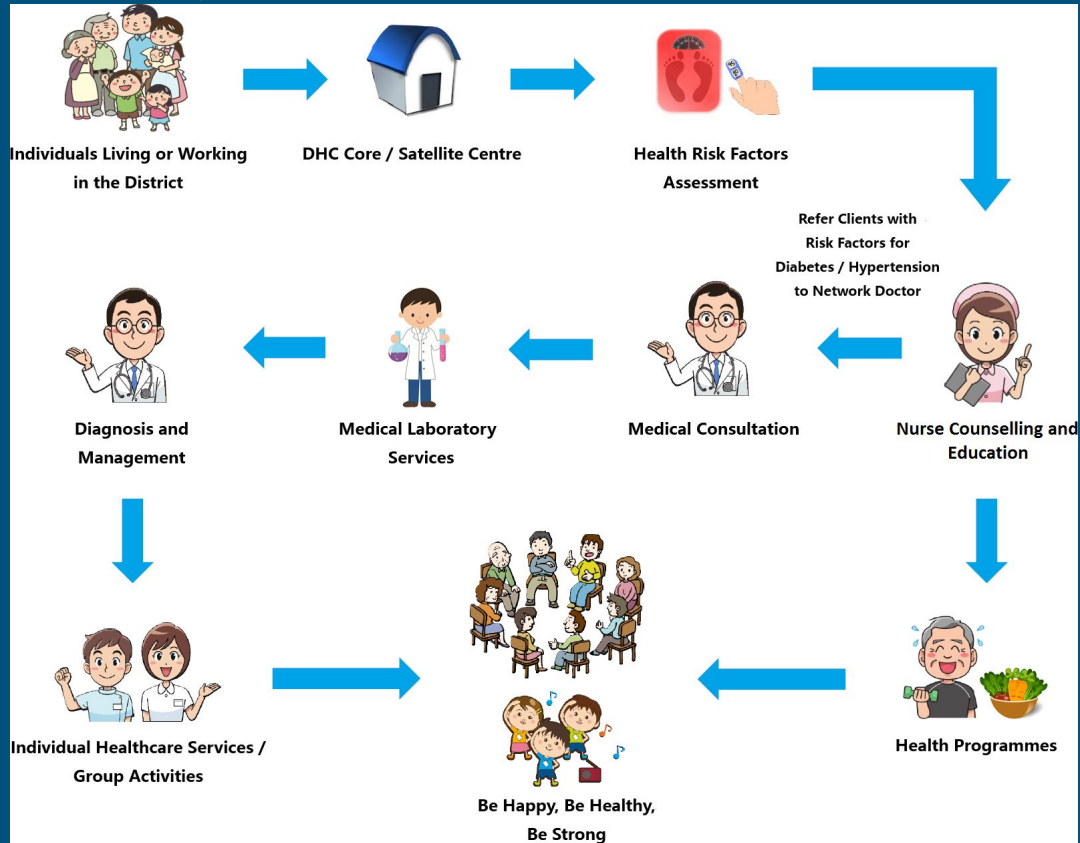 Individuals Living or Working
in the District
DHC Core / Satellite Centre
Health Risk Factors
Assessment
Refer Clients with
Risk Factors for
Diabetes / Hypertension
to Network Doctor
Nurse Counselling and
Education
Medical Consultation
Medical Laboratory
Services
Diagnosis and
Management
Individual Healthcare Services /
Group Activities
Health Programmes
Be Happy, Be Healthy,
Be Strong